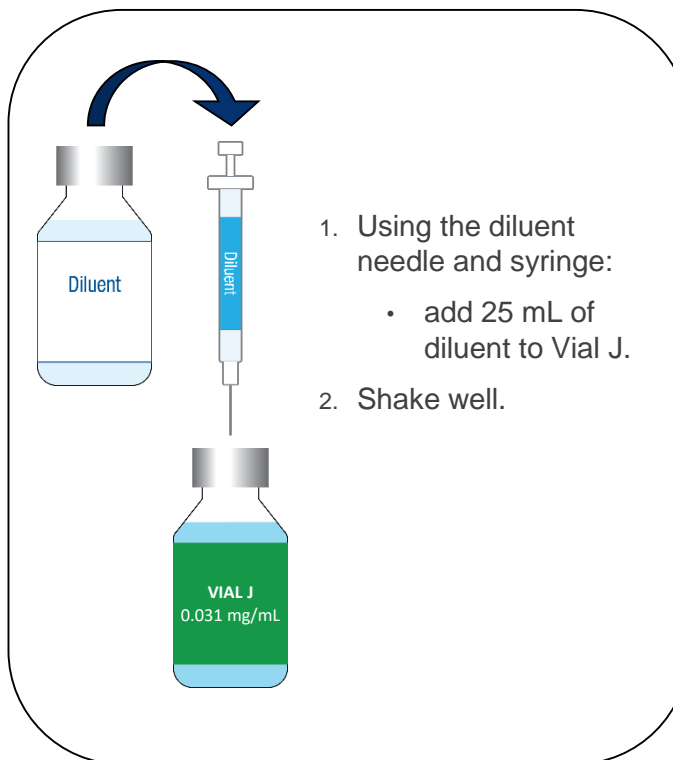 Diluent
Diluent
1. Using the diluent
needle and syringe:
• add 25 mL of
diluent to Vial J.
2. Shake well.
VIAL J
0.031 mg/mL